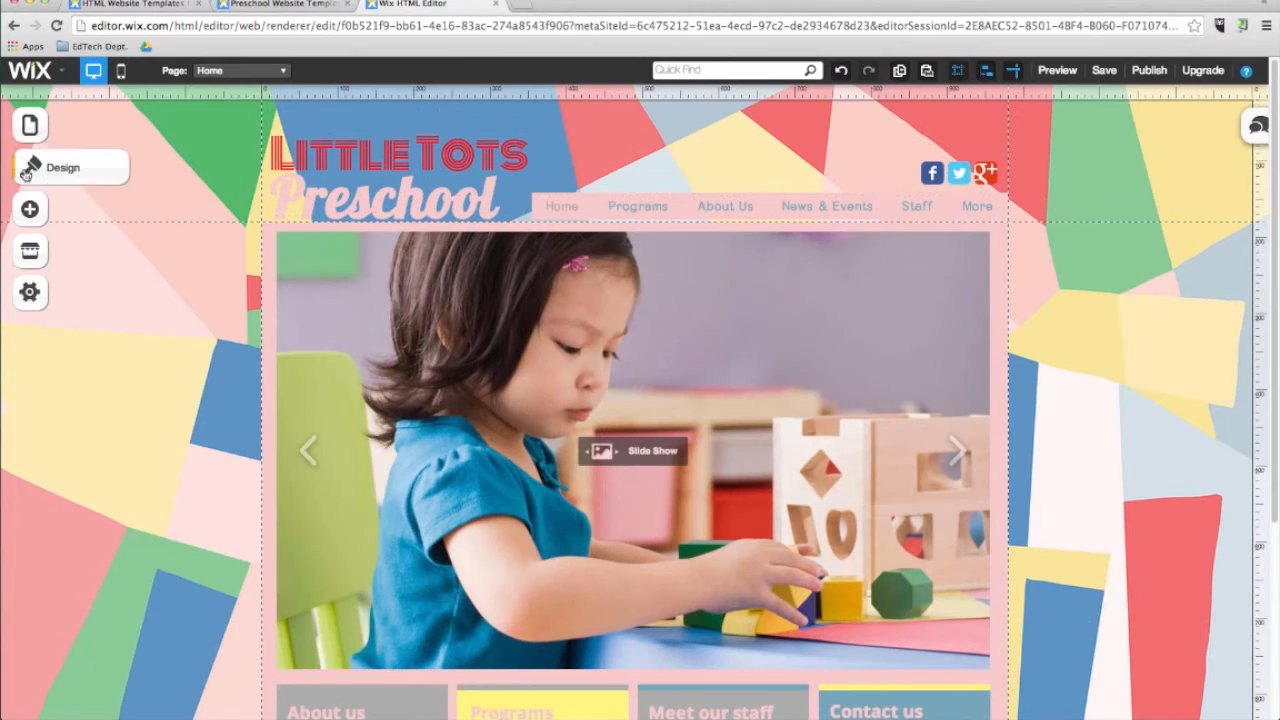 HTML Website Templates
Preschool Website Templ
Wix HTML Editor
editor.wix.com/html/editor/web/renderer/edit/f0b521f9-bb61-4e16-83ac-274a8543f906?metaSiteId=6c475212-51ea-4ecd-97c2-de2934678d23&editorSessionId=2E8AEC52-8501-4BF4-B060-F071074...
Apps
EdTech Dept.
WiX
Page:
Home
Quick Find
Preview
Save
Publish
Upgrade
?
Design
Little Tots
Preschool
Home
Programs
About Us
News & Events
Staff
More
Slide Show
About us
Programs
Meet our staff
Contact us